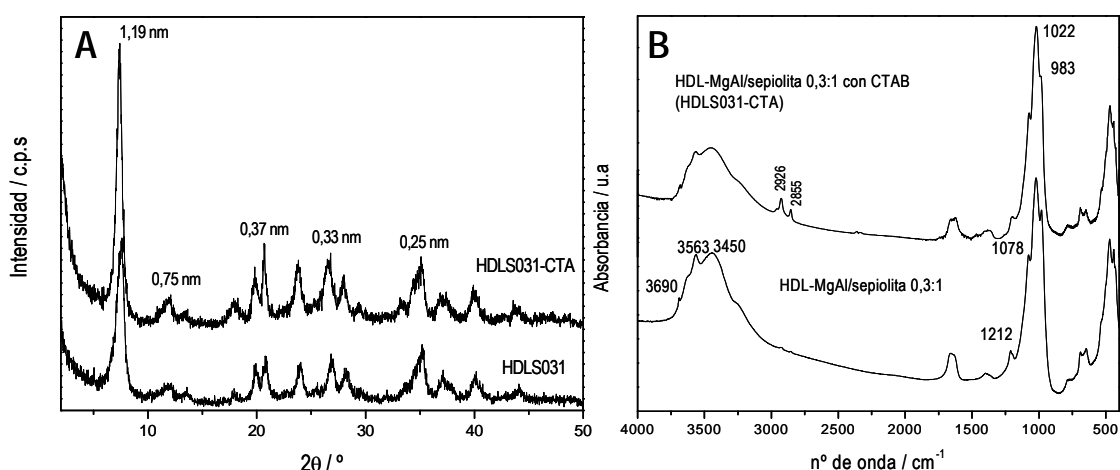 A
1,19 nm
0,75 nm
0,37 nm
0,33 nm
0,25 nm
HDLS031-CTA
HDLS031
Intensidad / c.p.s
10
20
30
40
50
2θ / º
B
1022
983
HDL-MgAl/sepiolita 0,3:1 con CTAB
(HDLS031-CTA)
2926
2855
3563 3450
3690
1078
HDL-MgAl/sepiolita 0,3:1
1212
Absorbancia / u.a
4000
3500
3000
2500
2000
1500
1000
500
nº de onda / cm-1